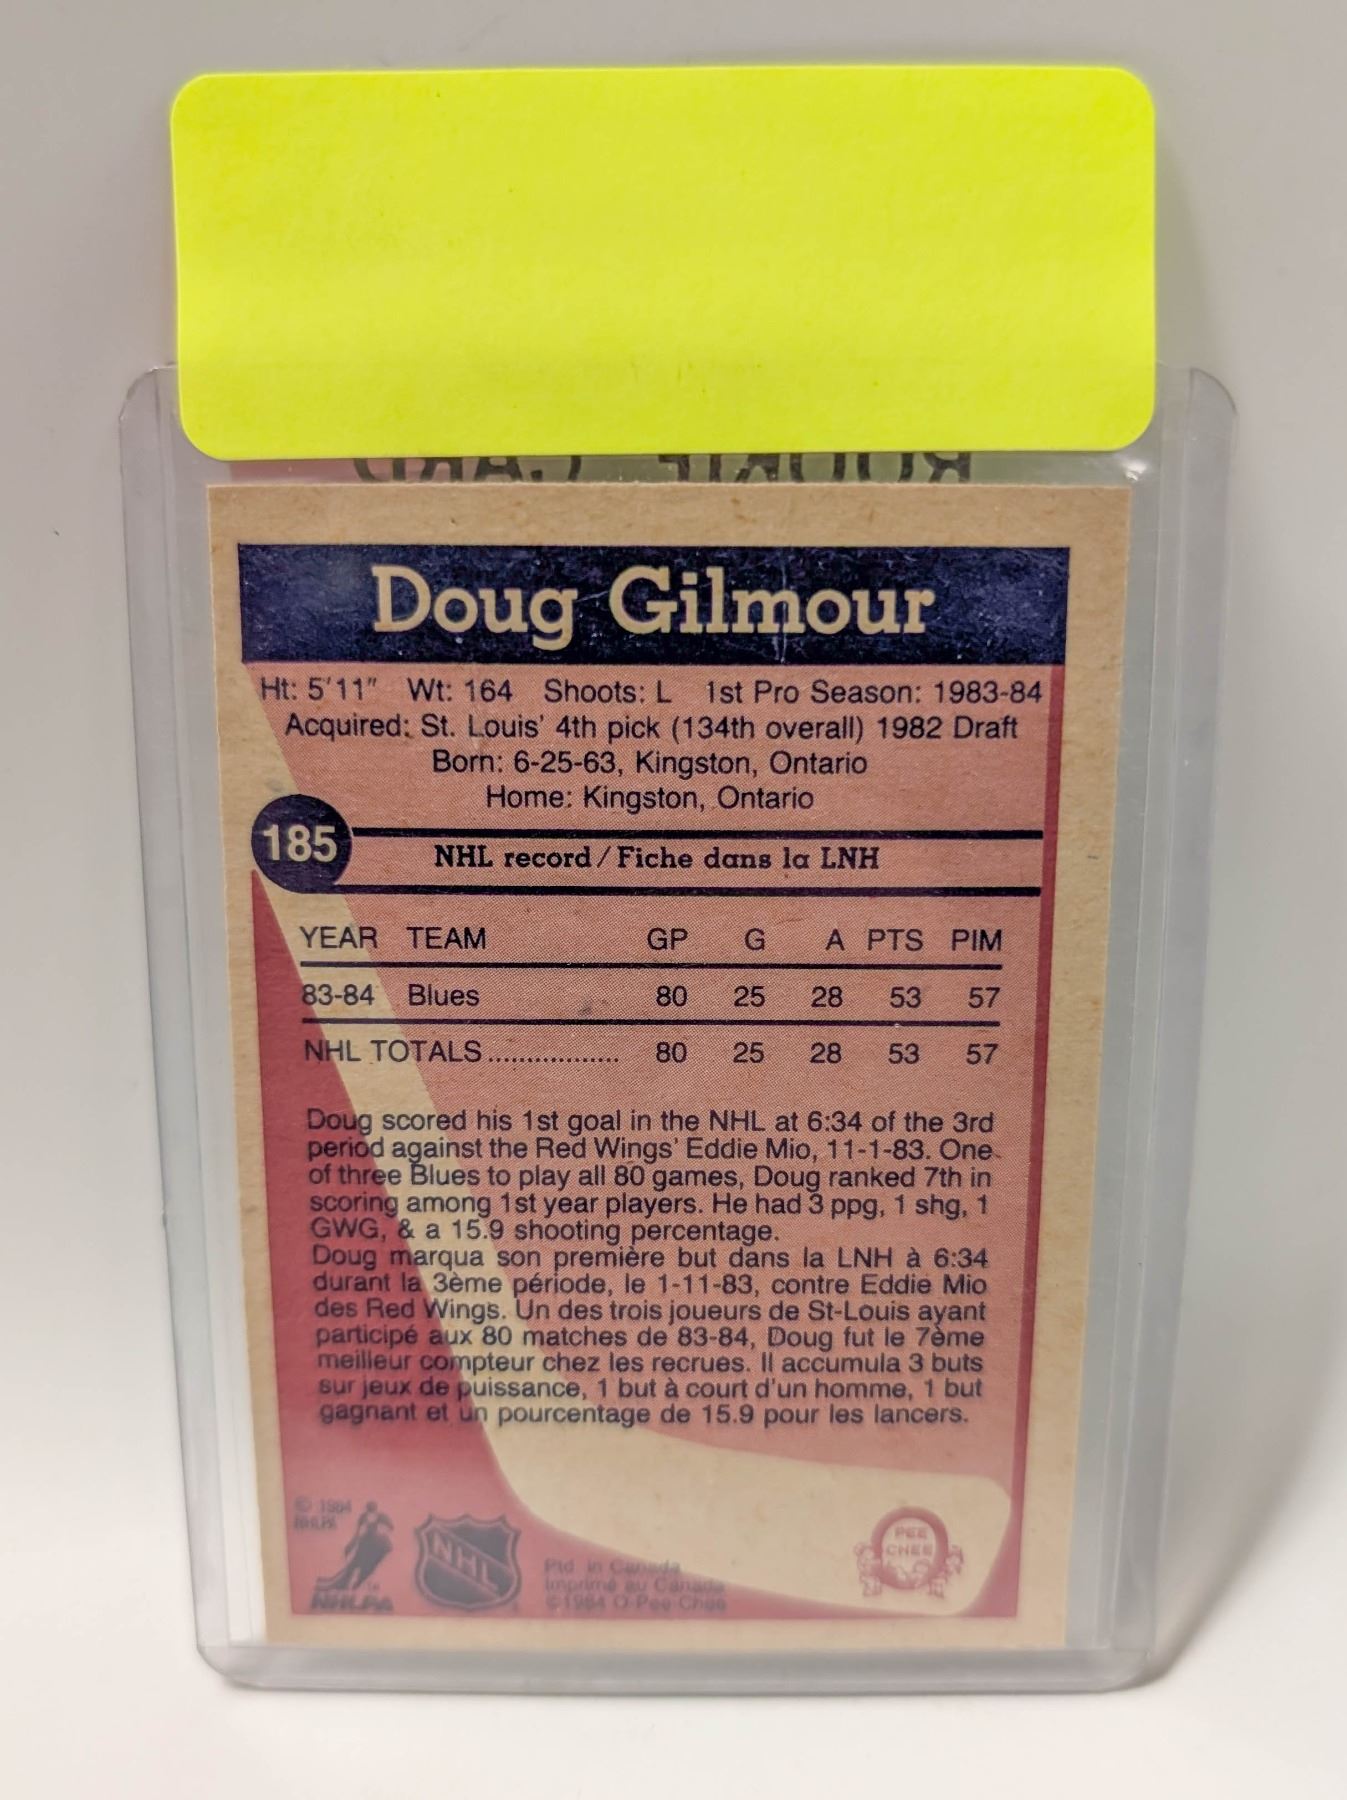 ROOKIE CARD
Doug Gilmour
Ht: 5'11" Wt: 164 Shoots: L 1st Pro Season: 1983-84
Acquired: St. Louis' 4th pick (134th overall) 1982 Draft
Born: 6-25-63, Kingston, Ontario
Home: Kingston, Ontario
185
NHL record / Fiche dans la LNH
YEAR TEAM GP G A PTS PIM
83-84 Blues 80 25 28 53 57
NHL TOTALS................. 80 25 28 53 57
Doug scored his 1st goal in the NHL at 6:34 of the 3rd
period against the Red Wings' Eddie Mio, 11-1-83. One
of three Blues to play all 80 games, Doug ranked 7th in
scoring among 1st year players. He had 3 ppg, 1 shg, 1
GWG, & a 15.9 shooting percentage.
Doug marqua son première but dans la LNH à 6:34
durant la 3ème période, le 1-11-83, contre Eddie Mio
des Red Wings. Un des trois joueurs de St-Louis ayant
participé aux 80 matches de 83-84, Doug fut le 7ème
meilleur compteur chez les recrues. Il accumula 3 buts
sur jeux de puissance, 1 but à court d'un homme, 1 but
gagnant et un pourcentage de 15.9 pour les lancers.
© 1984
NHLPA
NHLPA
NHL
Ptd. in Canada
Imprimé au Canada
©1984 O-Pee-Chee
PEE
CHEE